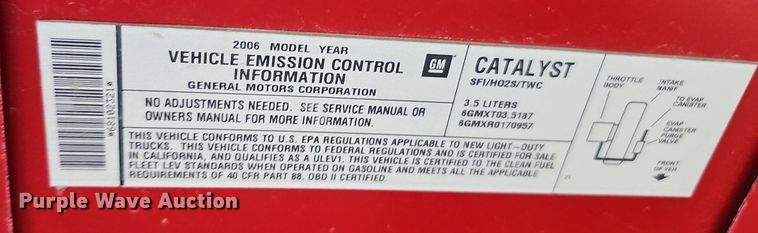 2006 MODEL YEAR
VEHICLE EMISSION CONTROL
INFORMATION
GENERAL MOTORS CORPORATION
GM
NO ADJUSTMENTS NEEDED. SEE SERVICE MANUAL OR
OWNERS MANUAL FOR MORE INFORMATION.
CATALYST
SFI/HO2S/TWC
3.5 LITERS
6GMXT03.5187
6GMXR0170957
THIS VEHICLE CONFORMS TO U.S. EPA REGULATIONS APPLICABLE TO NEW LIGHT-DUTY
TRUCKS. THIS VEHICLE CONFORMS TO FEDERAL REGULATIONS AND IS CERTIFIED FOR SALE
IN CALIFORNIA, AND QUALIFIES AS A ULEV1. THIS VEHICLE IS CERTIFIED TO THE CLEAN FUEL
FLEET LEV STANDARDS WHEN OPERATED ON GASOLINE AND MEETS ALL THE APPLICABLE
REQUIREMENTS OF 40 CFR PART 88. OBD II CERTIFIED.
THROTTLE
BODY
INTAKE
MANIF
TO EVAP
CANISTER
EVAP
CANISTER
PURGE
VALVE
FRONT
OF VEH
*68102321*
Purple Wave Auction